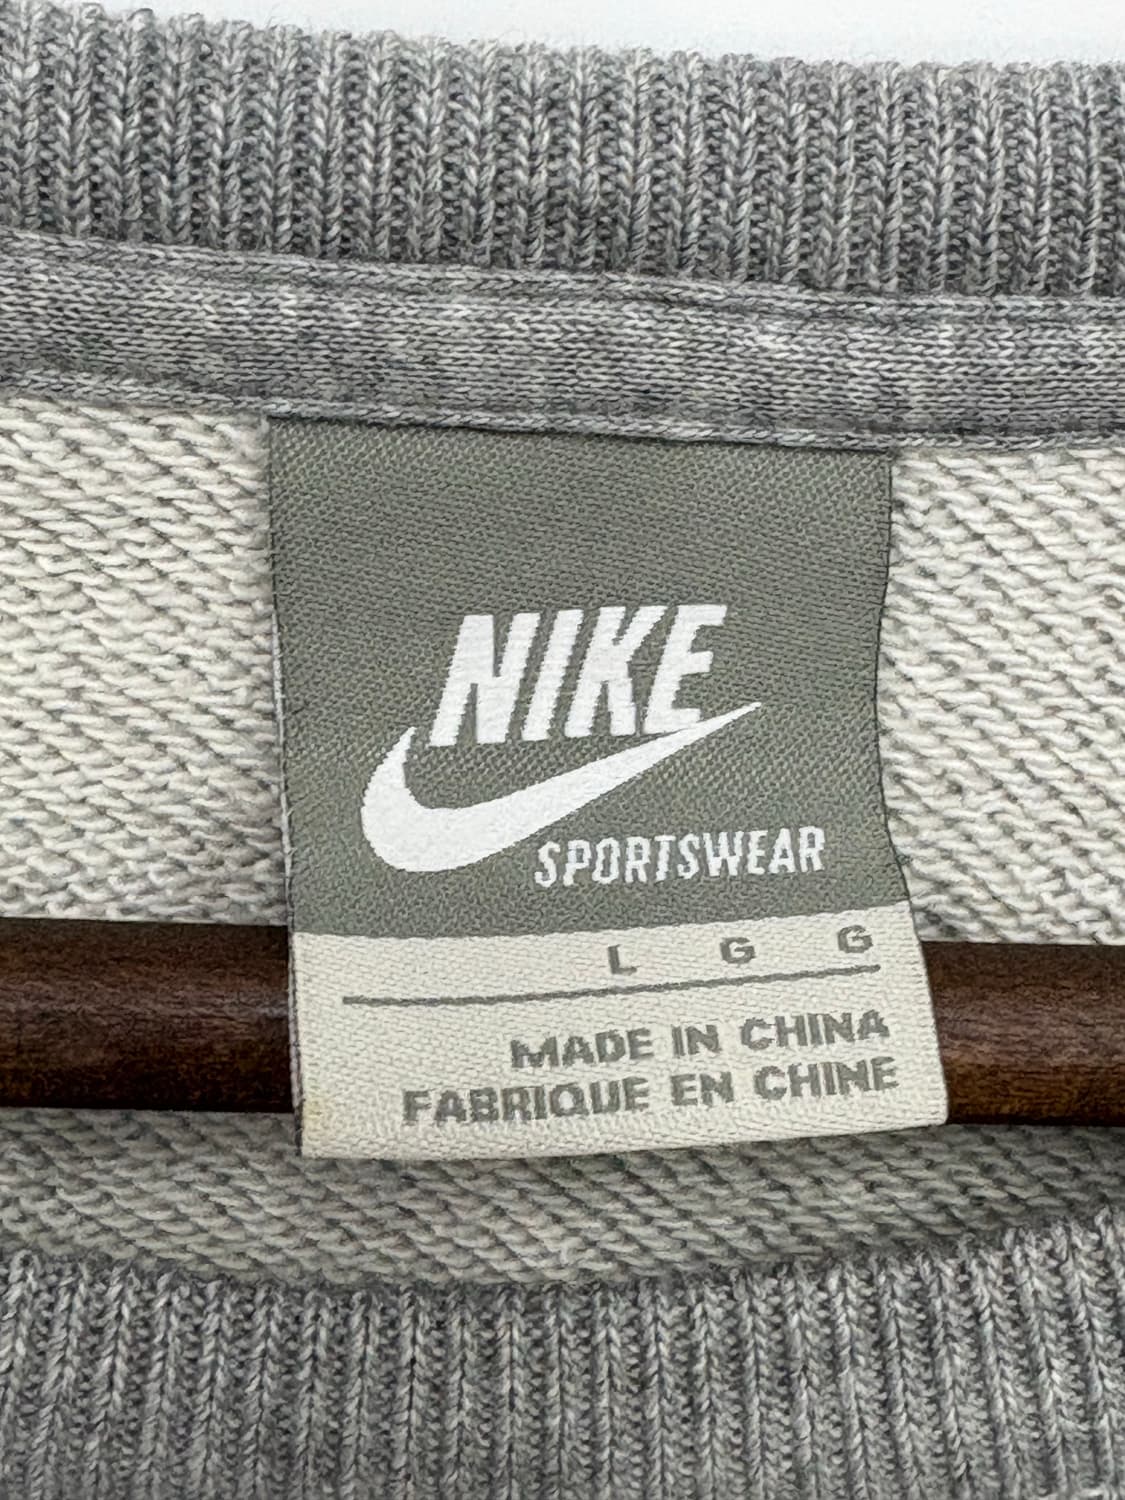 NIKE
SPORTSWEAR
L G G
MADE IN CHINA
FABRIQUE EN CHINE